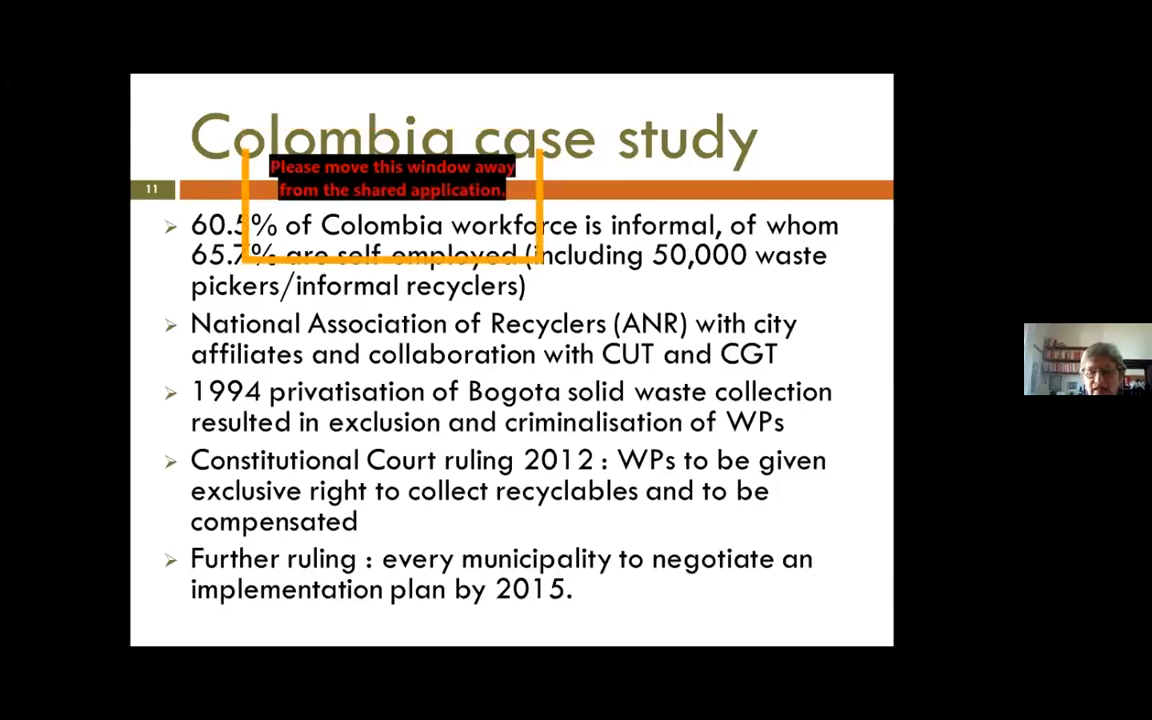 Colombia case study
Please move this window away
from the shared application.
11
60.5% of Colombia workforce is informal, of whom
65.7% are self-employed (including 50,000 waste
pickers/informal recyclers)
National Association of Recyclers (ANR) with city
affiliates and collaboration with CUT and CGT
1994 privatisation of Bogota solid waste collection
resulted in exclusion and criminalisation of WPs
Constitutional Court ruling 2012 : WPs to be given
exclusive right to collect recyclables and to be
compensated
Further ruling : every municipality to negotiate an
implementation plan by 2015.